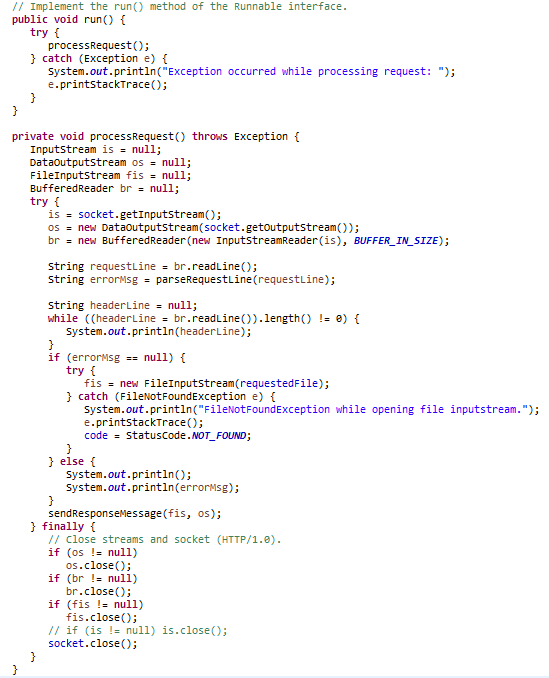 // Implement the run() method of the Runnable interface.
public void run() {
try {
processRequest();
} catch (Exception e) {
System.out.println("Exception occurred while processing request: ");
e.printStackTrace();
}
}
private void processRequest() throws Exception {
InputStream is = null;
DataOutputStream os = null;
FileInputStream fis = null;
BufferedReader br = null;
try {
is = socket.getInputStream();
os = new DataOutputStream(socket.getOutputStream());
br = new BufferedReader(new InputStreamReader(is), BUFFER_IN_SIZE);
String requestLine = br.readLine();
String errorMsg = parseRequestLine(requestLine);
String headerLine = null;
while ((headerLine = br.readLine()).length() != 0) {
System.out.println(headerLine);
}
if (errorMsg == null) {
try {
fis = new FileInputStream(requestedFile);
} catch (FileNotFoundException e) {
System.out.println("FileNotFoundException while opening file inputstream.");
e.printStackTrace();
code = StatusCode.NOT_FOUND;
}
} else {
System.out.println();
System.out.println(errorMsg);
}
sendResponseMessage(fis, os);
} finally {
// Close streams and socket (HTTP/1.0).
if (os != null)
os.close();
if (br != null)
br.close();
if (fis != null)
fis.close();
// if (is != null) is.close();
socket.close();
}
}